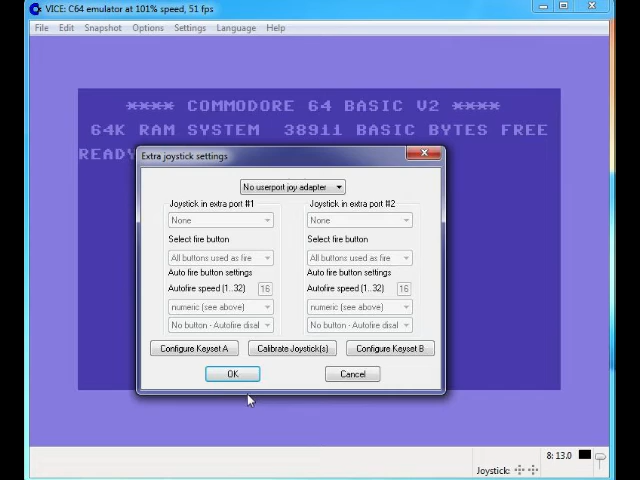 VICE: C64 emulator at 101% speed, 51 fps
File Edit Snapshot Options Settings Language Help
**** COMMODORE 64 BASIC V2 ****
64K RAM SYSTEM 38911 BASIC BYTES FREE
READY
Extra joystick settings
No userport joy adapter
Joystick in extra port #1 Joystick in extra port #2
None None
Select fire button Select fire button
All buttons used as fire All buttons used as fire
Auto fire button settings Auto fire button settings
Autofire speed (1..32) 16 Autofire speed (1..32) 16
numeric (see above) numeric (see above)
No button - Autofire disal No button - Autofire disal
Configure Keyset A Calibrate Joystick(s) Configure Keyset B
OK Cancel
8: 13.0
Joystick: